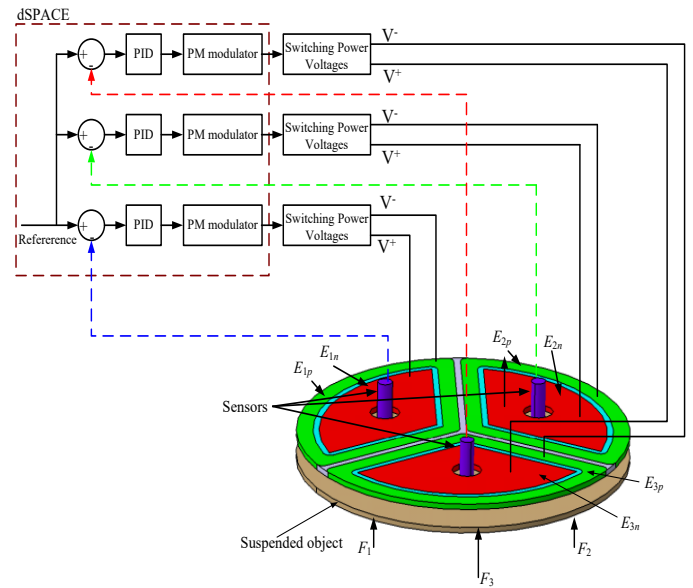 dSPACE
+
-
PID
PM modulator
Switching Power
Voltages
V-
V+
+
-
PID
PM modulator
Switching Power
Voltages
V-
V+
+
-
PID
PM modulator
Switching Power
Voltages
V-
V+
Refererence
E1n
E1p
E2p
E2n
Sensors
E3p
E3n
Suspended object
F1
F2
F3